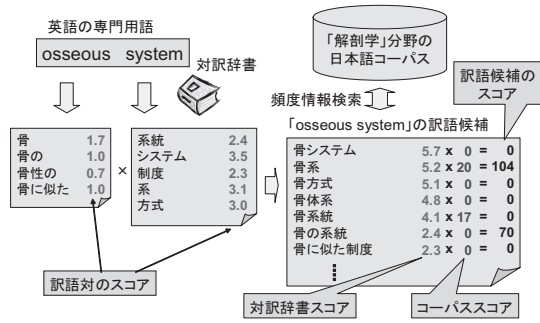 英語の専門用語
osseous system
対訳辞書
「解剖学」分野の
日本語コーパス
訳語候補の
スコア
頻度情報検索
「osseous system」の訳語候補
骨 1.7
骨の 1.0
骨性の 0.7
骨に似た 1.0
×
系統 2.4
システム 3.5
制度 2.3
系 3.1
方式 3.0
骨システム 5.7 x 0 = 0
骨系 5.2 x 20 = 104
骨方式 5.1 x 0 = 0
骨体系 4.8 x 0 = 0
骨系統 4.1 x 17 = 0
骨の系統 2.4 x 0 = 70
骨に似た制度 2.3 x 0 = 0
訳語対のスコア
対訳辞書スコア
コーパススコア